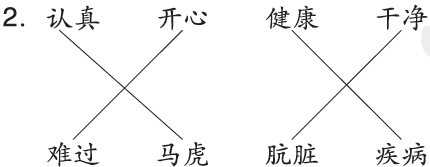 2. 认真 开心 健康 干净
难过 马虎 肮脏 疾病